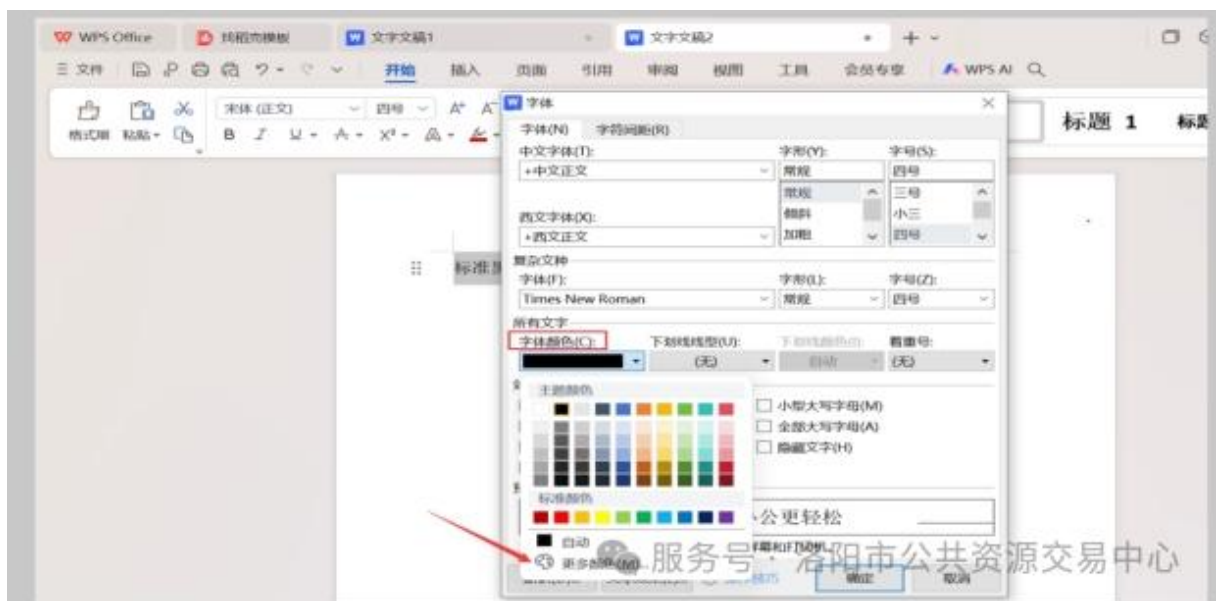 WPS Office 找稻壳模板 文字文稿1 文字文稿2
文件 开始 插入 页面 引用 审阅 视图 工具 会员专享 WPS AI
宋体 (正文) 四号
格式刷 粘贴
标题 1
字体
字体(N) 字符间距(R)
中文字体(T): 字形(Y): 字号(S):
+中文正文 常规 四号
常规 三号
倾斜 小三
加粗 四号
西文字体(X):
+西文正文
复杂文种
字体(F): 字形(L): 字号(Z):
Times New Roman 常规 四号
所有文字
字体颜色(C): 下划线线型(U): 下划线颜色(I): 着重号:
(无) 自动 (无)
主题颜色
小型大写字母(M)
全部大写字母(A)
隐藏文字(H)
标准颜色
公更轻松
自动
更多颜色(M)...
服务号 · 洛阳市公共资源交易中心
确定 取消
标准